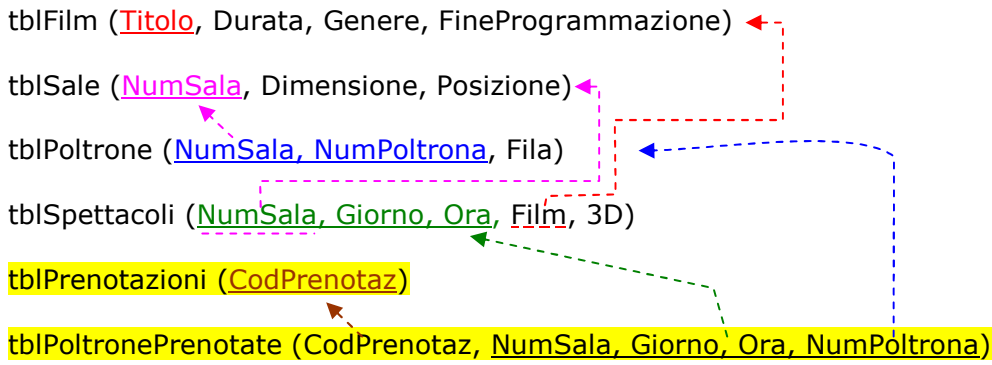 tblFilm (Titolo, Durata, Genere, FineProgrammazione)
tblSale (NumSala, Dimensione, Posizione)
tblPoltrone (NumSala, NumPoltrona, Fila)
tblSpettacoli (NumSala, Giorno, Ora, Film, 3D)
tblPrenotazioni (CodPrenotaz)
tblPoltronePrenotate (CodPrenotaz, NumSala, Giorno, Ora, NumPoltrona)